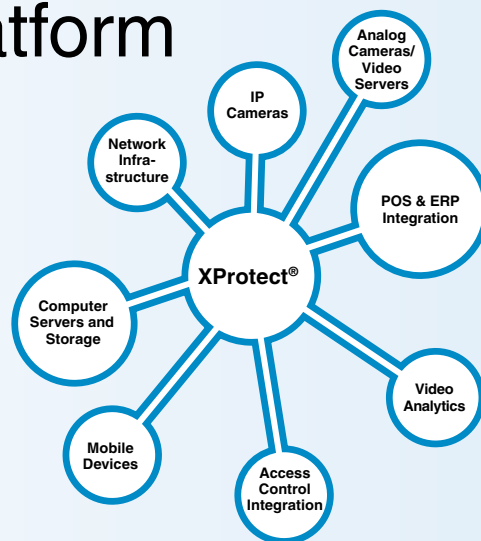 atform
Analog
Cameras/
Video
Servers
IP
Cameras
Network
Infra-
structure
POS & ERP
Integration
XProtect®
Computer
Servers and
Storage
Video
Analytics
Mobile
Devices
Access
Control
Integration